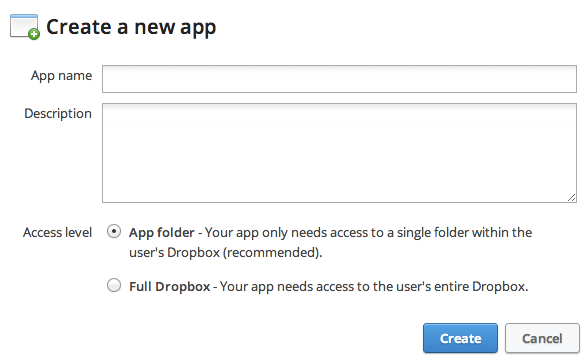 Create a new app
App name
Description
Access level
App folder - Your app only needs access to a single folder within the
user's Dropbox (recommended).
Full Dropbox - Your app needs access to the user's entire Dropbox.
Create
Cancel